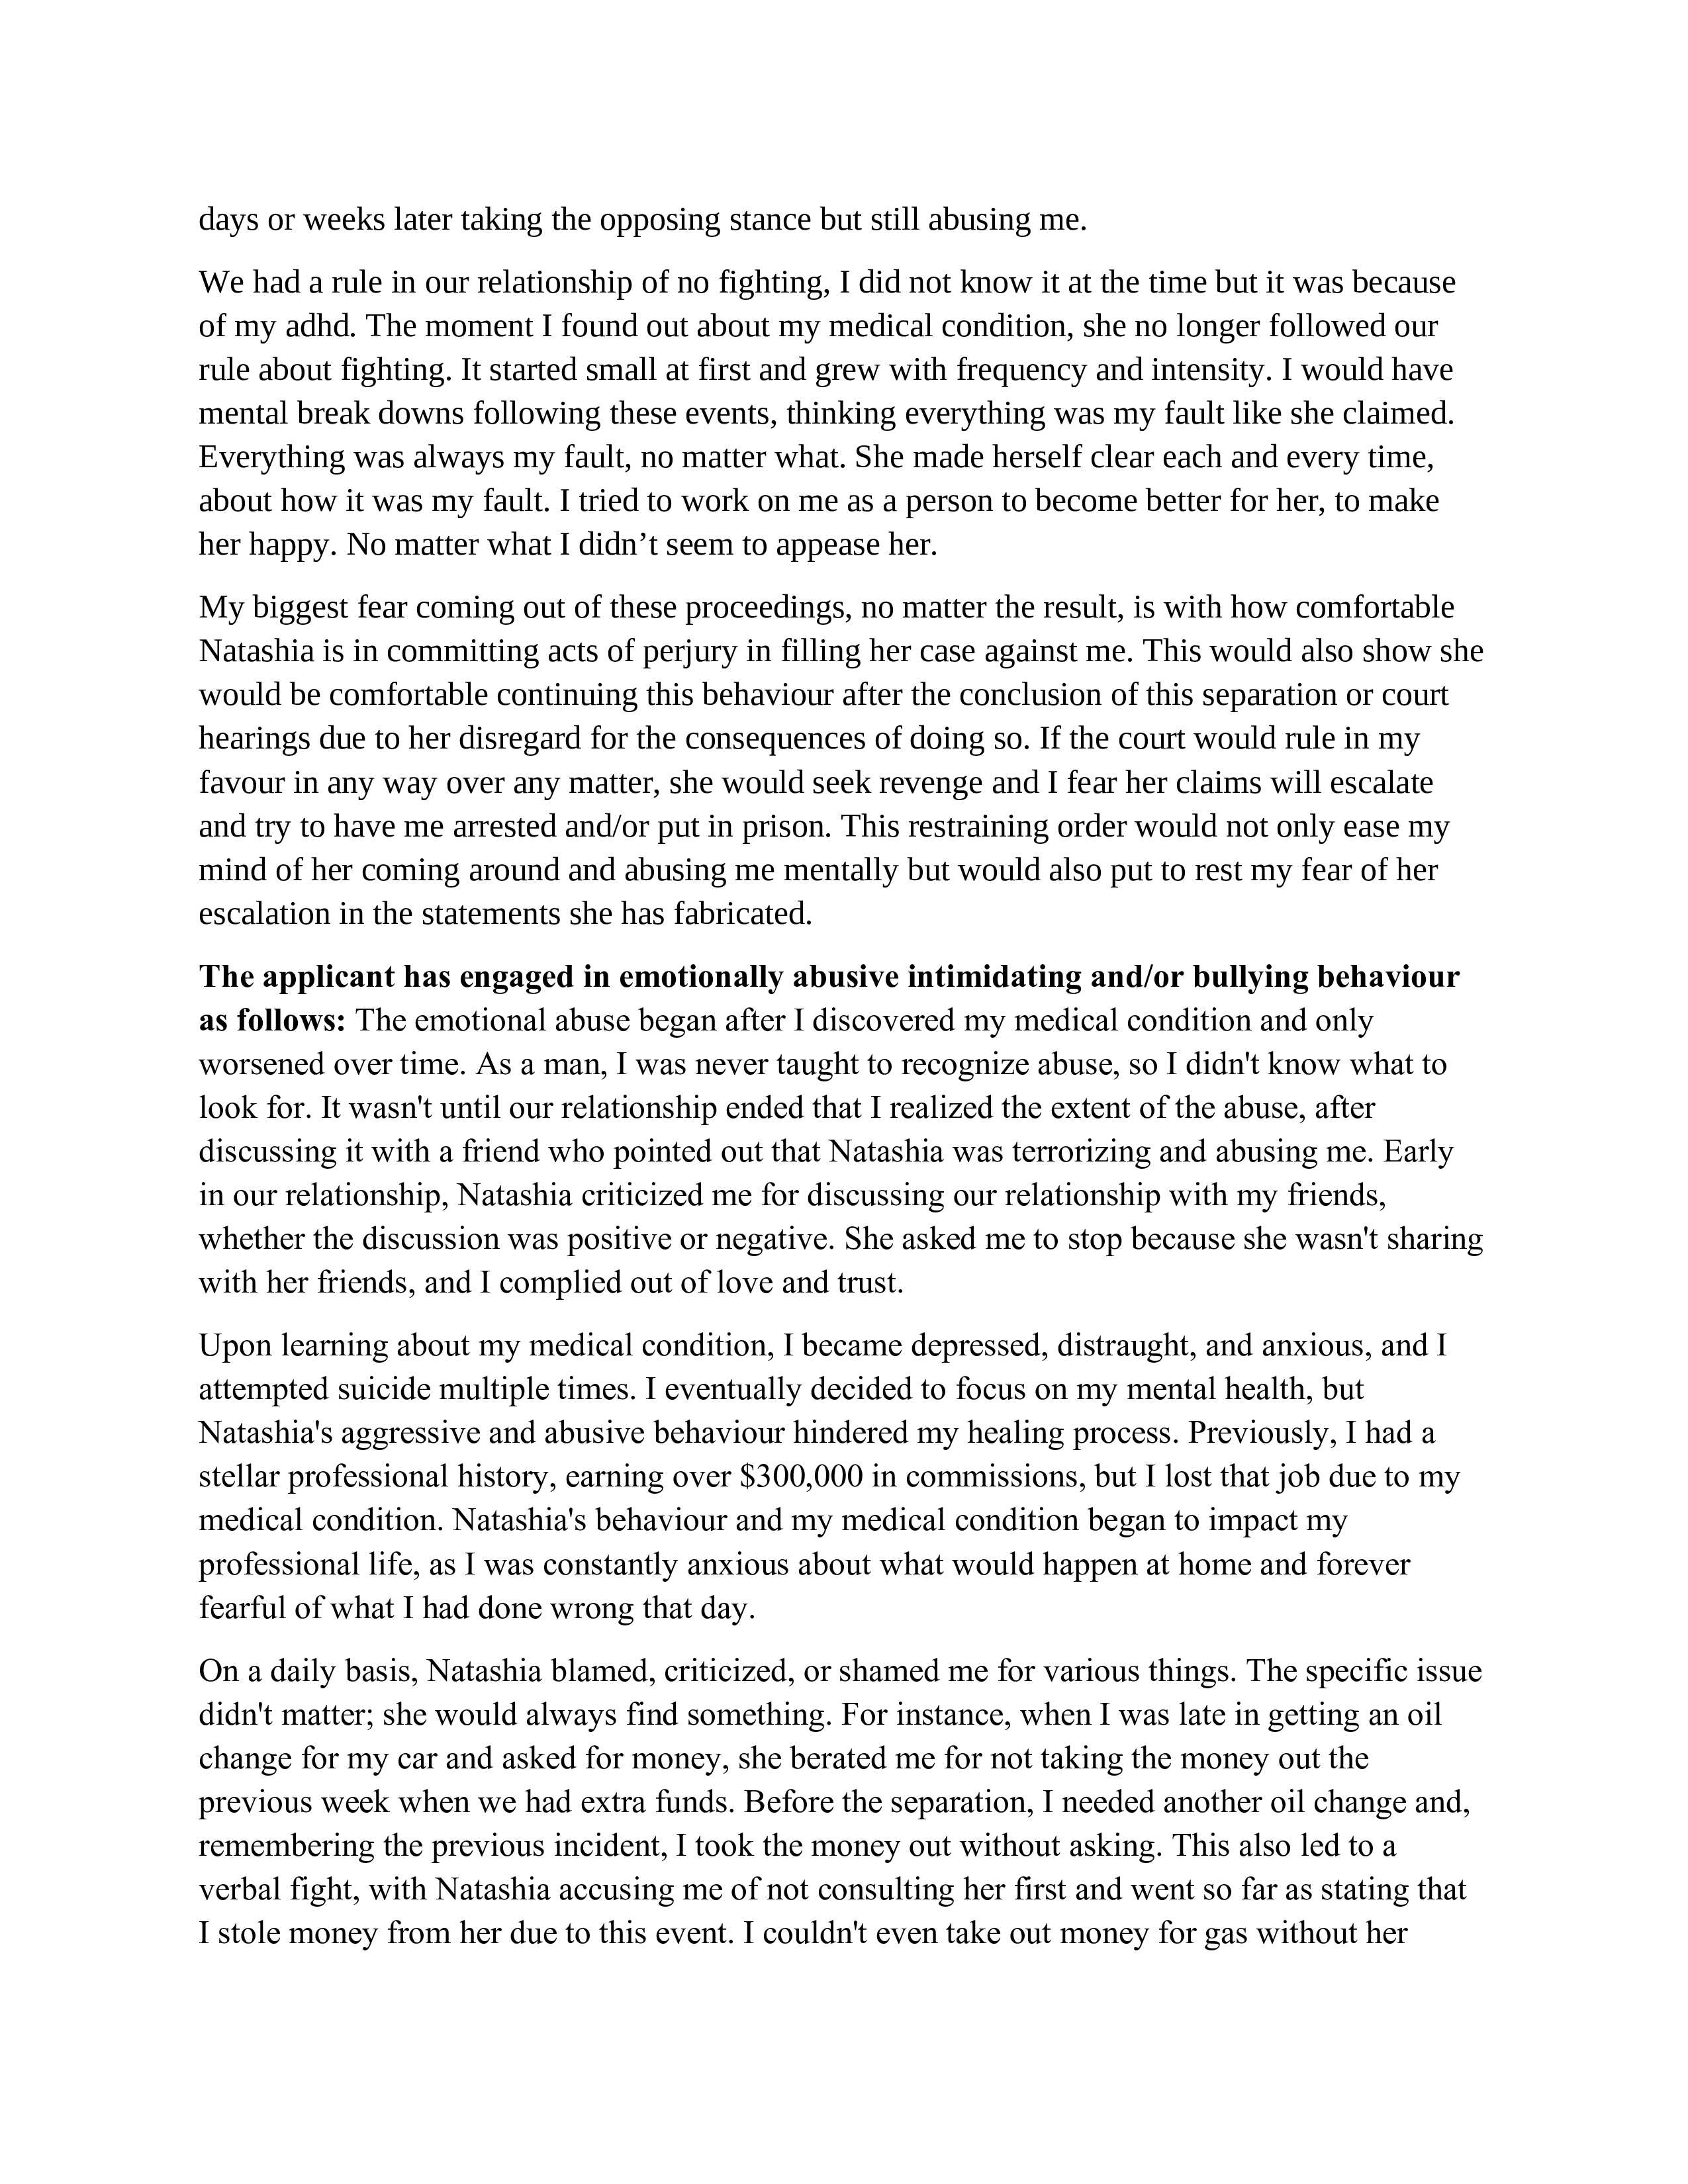 days or weeks later taking the opposing stance but still abusing me.
We had a rule in our relationship of no fighting, I did not know it at the time but it was because
of my adhd. The moment I found out about my medical condition, she no longer followed our
rule about fighting. It started small at first and grew with frequency and intensity. I would have
mental break downs following these events, thinking everything was my fault like she claimed.
Everything was always my fault, no matter what. She made herself clear each and every time,
about how it was my fault. I tried to work on me as a person to become better for her, to make
her happy. No matter what I didn’t seem to appease her.
My biggest fear coming out of these proceedings, no matter the result, is with how comfortable
Natashia is in committing acts of perjury in filling her case against me. This would also show she
would be comfortable continuing this behaviour after the conclusion of this separation or court
hearings due to her disregard for the consequences of doing so. If the court would rule in my
favour in any way over any matter, she would seek revenge and I fear her claims will escalate
and try to have me arrested and/or put in prison. This restraining order would not only ease my
mind of her coming around and abusing me mentally but would also put to rest my fear of her
escalation in the statements she has fabricated.
The applicant has engaged in emotionally abusive intimidating and/or bullying behaviour
as follows: The emotional abuse began after I discovered my medical condition and only
worsened over time. As a man, I was never taught to recognize abuse, so I didn't know what to
look for. It wasn't until our relationship ended that I realized the extent of the abuse, after
discussing it with a friend who pointed out that Natashia was terrorizing and abusing me. Early
in our relationship, Natashia criticized me for discussing our relationship with my friends,
whether the discussion was positive or negative. She asked me to stop because she wasn't sharing
with her friends, and I complied out of love and trust.
Upon learning about my medical condition, I became depressed, distraught, and anxious, and I
attempted suicide multiple times. I eventually decided to focus on my mental health, but
Natashia's aggressive and abusive behaviour hindered my healing process. Previously, I had a
stellar professional history, earning over $300,000 in commissions, but I lost that job due to my
medical condition. Natashia's behaviour and my medical condition began to impact my
professional life, as I was constantly anxious about what would happen at home and forever
fearful of what I had done wrong that day.
On a daily basis, Natashia blamed, criticized, or shamed me for various things. The specific issue
didn't matter; she would always find something. For instance, when I was late in getting an oil
change for my car and asked for money, she berated me for not taking the money out the
previous week when we had extra funds. Before the separation, I needed another oil change and,
remembering the previous incident, I took the money out without asking. This also led to a
verbal fight, with Natashia accusing me of not consulting her first and went so far as stating that
I stole money from her due to this event. I couldn't even take out money for gas without her